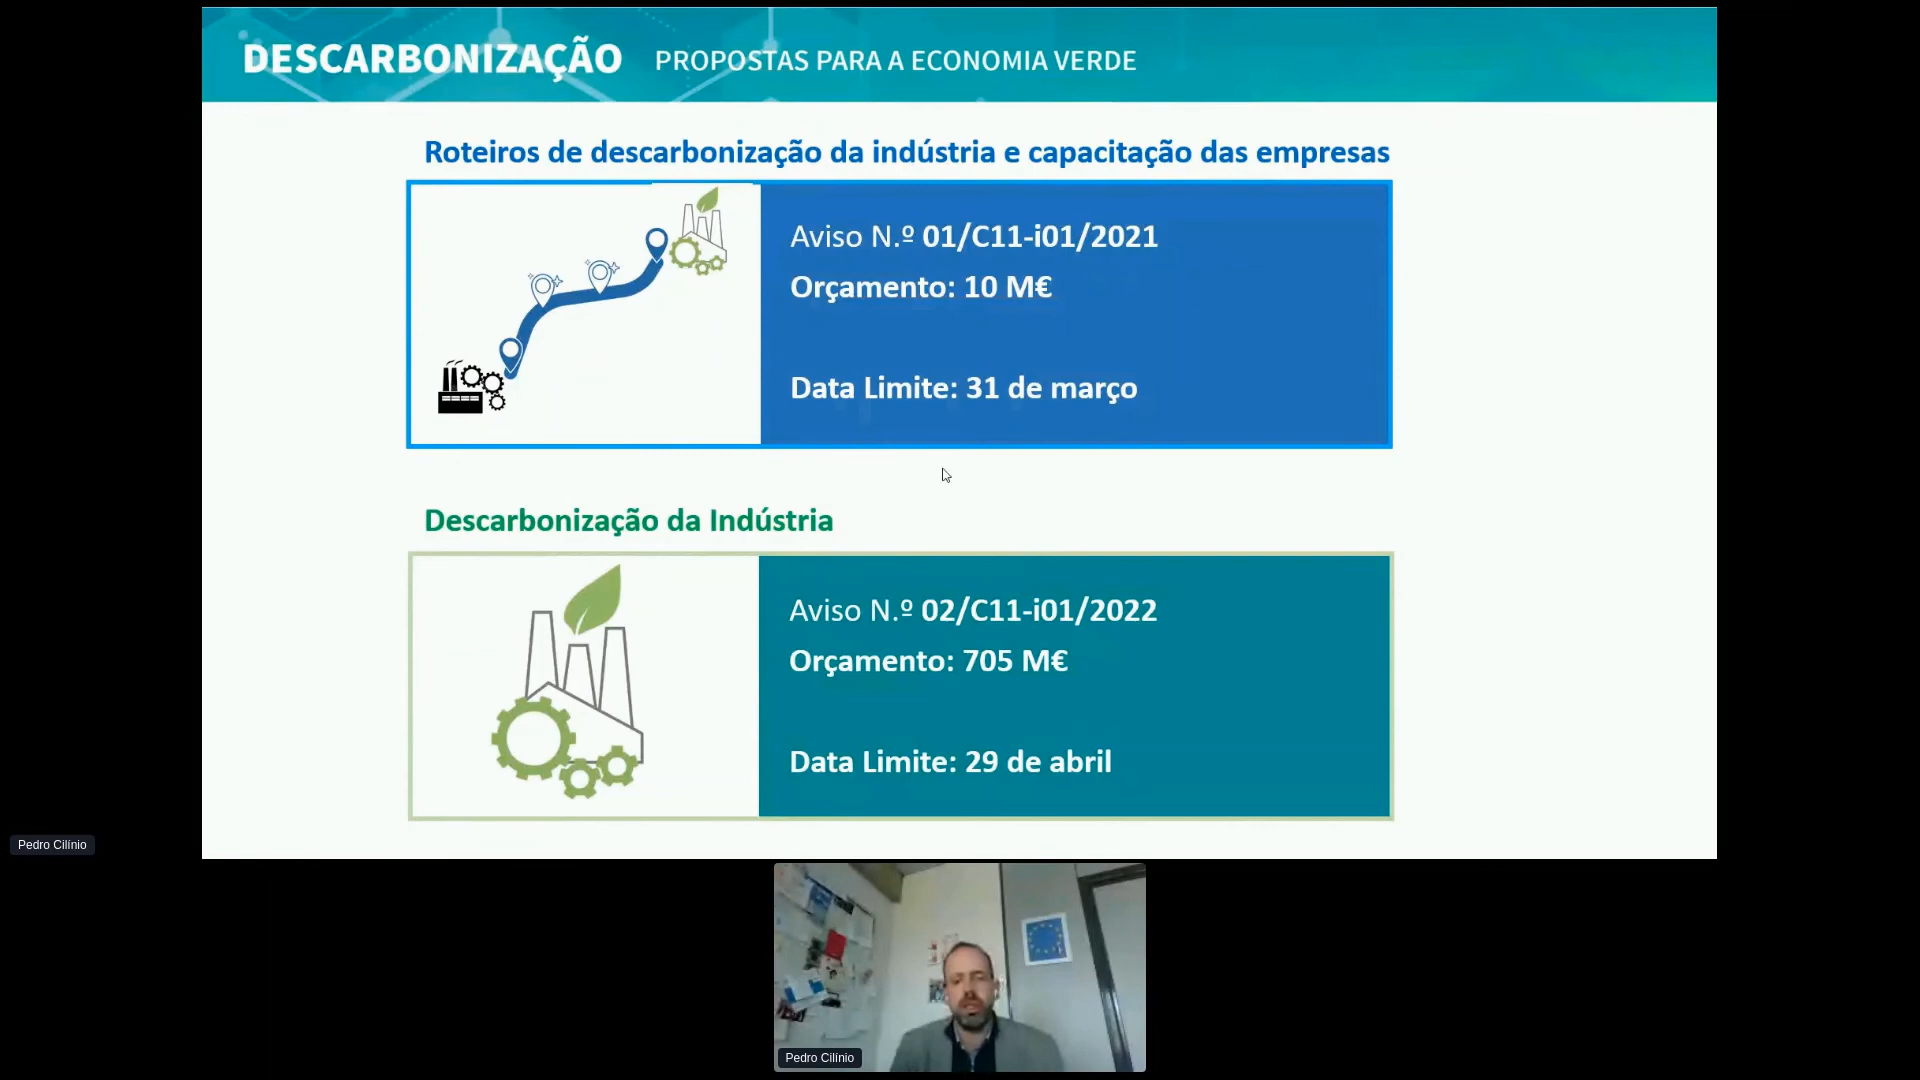 DESCARBONIZAÇÃO PROPOSTAS PARA A ECONOMIA VERDE
Roteiros de descarbonização da indústria e capacitação das empresas
Aviso N.º 01/C11-i01/2021
Orçamento: 10 M€
Data Limite: 31 de março
Descarbonização da Indústria
Aviso N.º 02/C11-i01/2022
Orçamento: 705 M€
Data Limite: 29 de abril
Pedro Cilínio
Pedro Cilínio